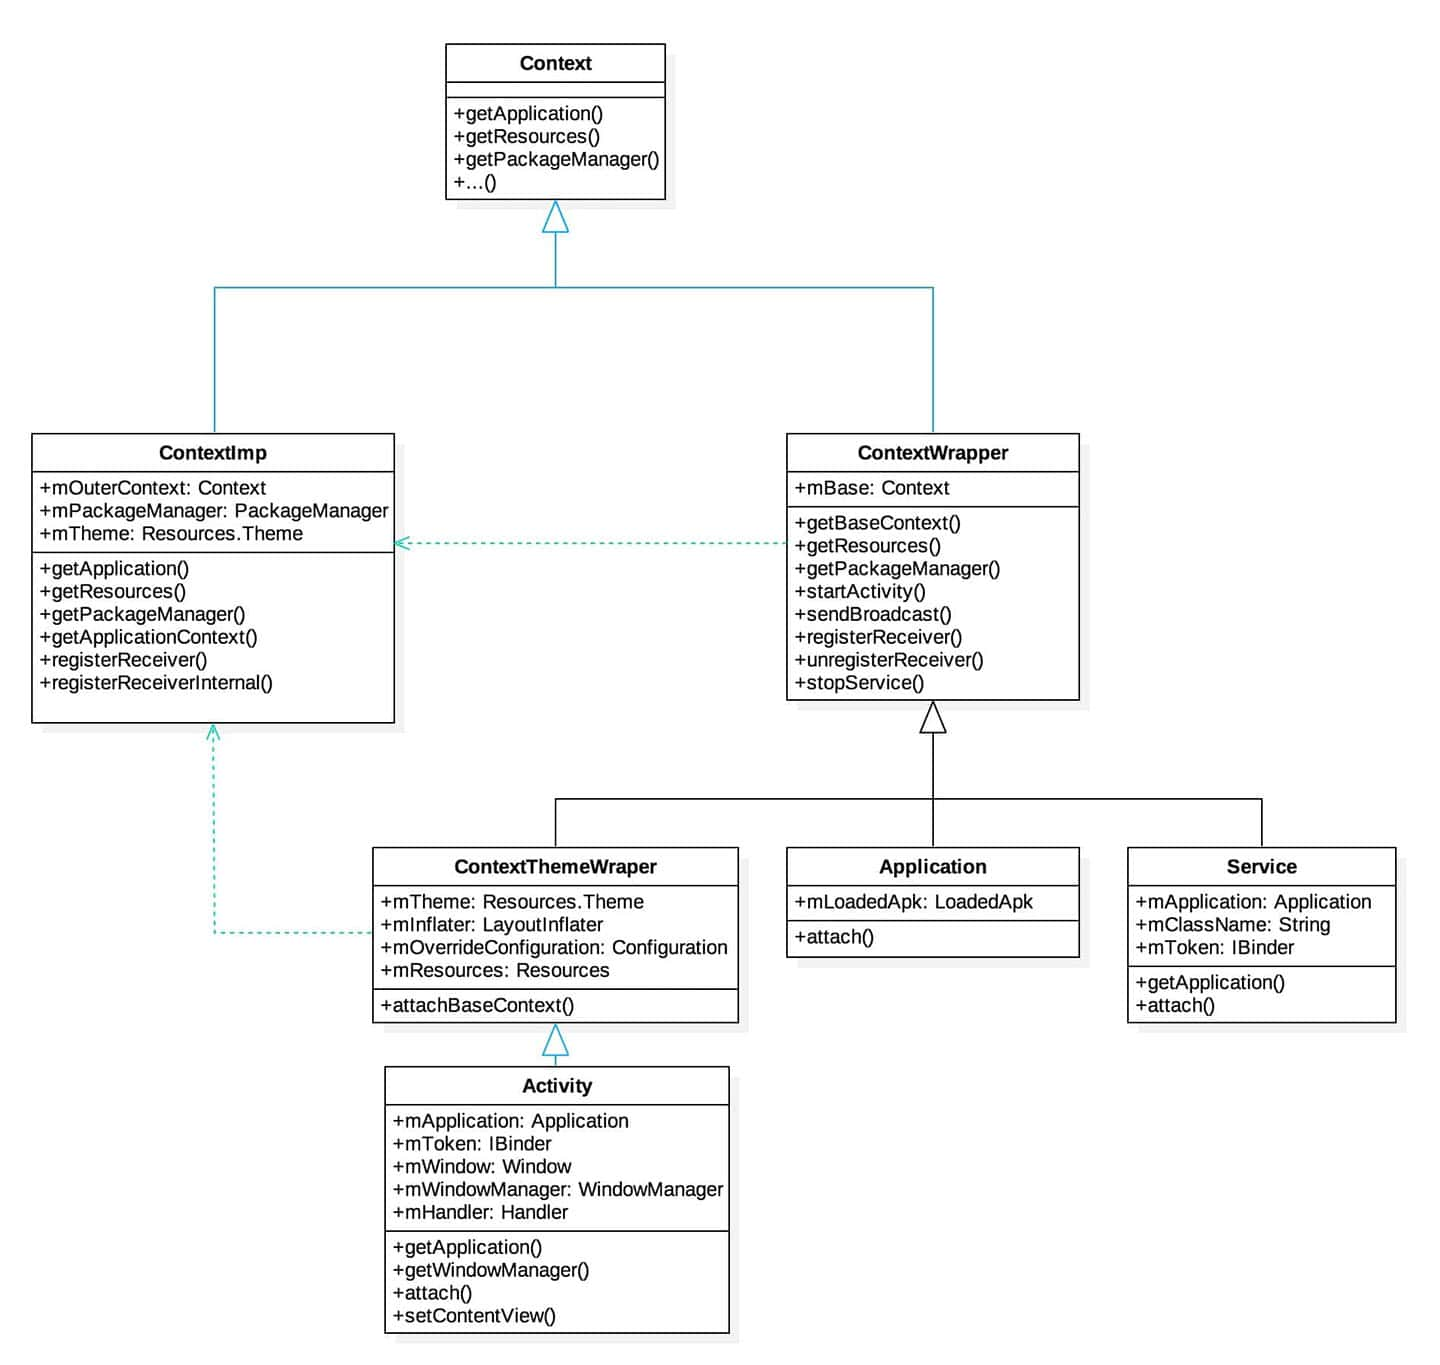 Context
+getApplication()
+getResources()
+getPackageManager()
+...()
ContextImp
+mOuterContext: Context
+mPackageManager: PackageManager
+mTheme: Resources.Theme
+getApplication()
+getResources()
+getPackageManager()
+getApplicationContext()
+registerReceiver()
+registerReceiverInternal()
ContextWrapper
+mBase: Context
+getBaseContext()
+getResources()
+getPackageManager()
+startActivity()
+sendBroadcast()
+registerReceiver()
+unregisterReceiver()
+stopService()
ContextThemeWraper
+mTheme: Resources.Theme
+mInflater: LayoutInflater
+mOverrideConfiguration: Configuration
+mResources: Resources
+attachBaseContext()
Application
+mLoadedApk: LoadedApk
+attach()
Service
+mApplication: Application
+mClassName: String
+mToken: IBinder
+getApplication()
+attach()
Activity
+mApplication: Application
+mToken: IBinder
+mWindow: Window
+mWindowManager: WindowManager
+mHandler: Handler
+getApplication()
+getWindowManager()
+attach()
+setContentView()